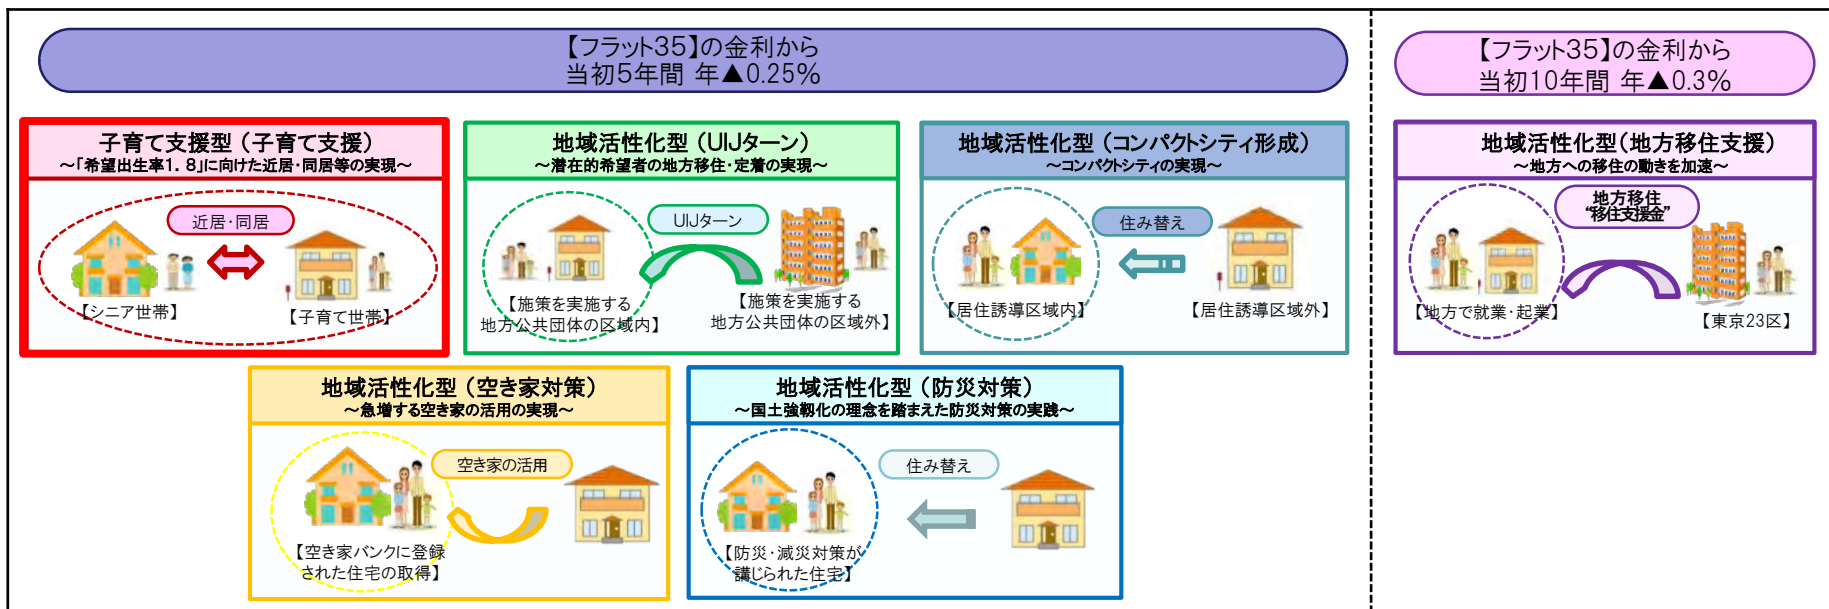 【フラット35】の金利から
当初5年間 年▲0.25%
【フラット35】の金利から
当初10年間 年▲0.3%
子育て支援型（子育て支援）
～「希望出生率1．8」に向けた近居・同居等の実現～
近居・同居
【シニア世帯】
【子育て世帯】
地域活性化型（UIJターン）
～潜在的希望者の地方移住・定着の実現～
UIJターン
【施策を実施する
地方公共団体の区域内】
【施策を実施する
地方公共団体の区域外】
地域活性化型（コンパクトシティ形成）
～コンパクトシティの実現～
住み替え
【居住誘導区域内】
【居住誘導区域外】
地域活性化型（地方移住支援）
～地方への移住の動きを加速～
地方移住
“移住支援金”
【地方で就業・起業】
【東京23区】
地域活性化型（空き家対策）
～急増する空き家の活用の実現～
空き家の活用
【空き家バンクに登録
された住宅の取得】
地域活性化型（防災対策）
～国土強靱化の理念を踏まえた防災対策の実践～
住み替え
【防災・減災対策が
講じられた住宅】